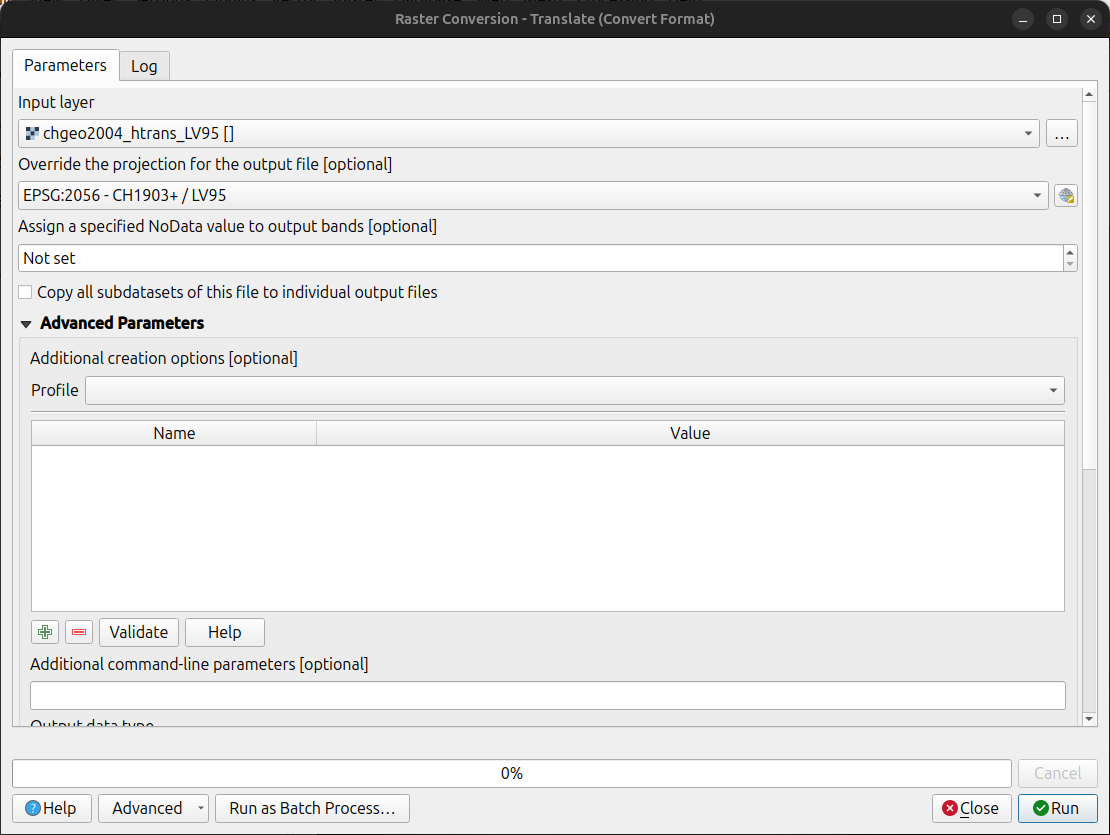 Raster Conversion - Translate (Convert Format)
Parameters
Log
Input layer
chgeo2004_htrans_LV95 []
...
Override the projection for the output file [optional]
EPSG:2056 - CH1903+ / LV95
Assign a specified NoData value to output bands [optional]
Not set
Copy all subdatasets of this file to individual output files
Advanced Parameters
Additional creation options [optional]
Profile
Name Value
Validate
Help
Additional command-line parameters [optional]
Output data type
0%
Cancel
Help
Advanced
Run as Batch Process...
Close
Run